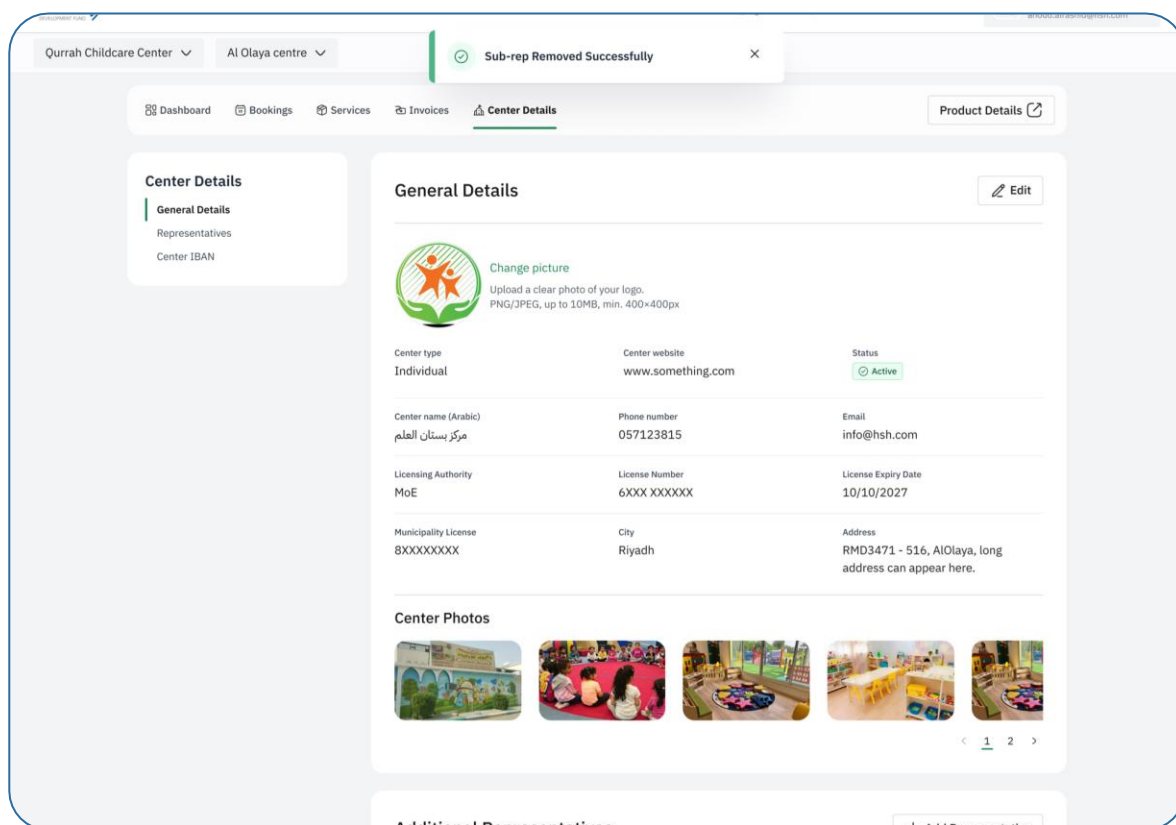 DEVELOPMENT FUND
Qurrah Childcare Center
Al Olaya centre
Sub-rep Removed Successfully
Dashboard
Bookings
Services
Invoices
Center Details
Product Details
Center Details
General Details
Representatives
Center IBAN
General Details
Edit
Change picture
Upload a clear photo of your logo.
PNG/JPEG, up to 10MB, min. 400×400px
Center type
Center website
Status
Individual
www.something.com
Active
Center name (Arabic)
Phone number
Email
مركز بستان العلم
057123815
info@hsh.com
Licensing Authority
License Number
License Expiry Date
MoE
6XXX XXXXXX
10/10/2027
Municipality License
City
Address
8XXXXXXXX
Riyadh
RMD3471 - 516, AlOlaya, long
address can appear here.
Center Photos
1 2
Additional Representatives